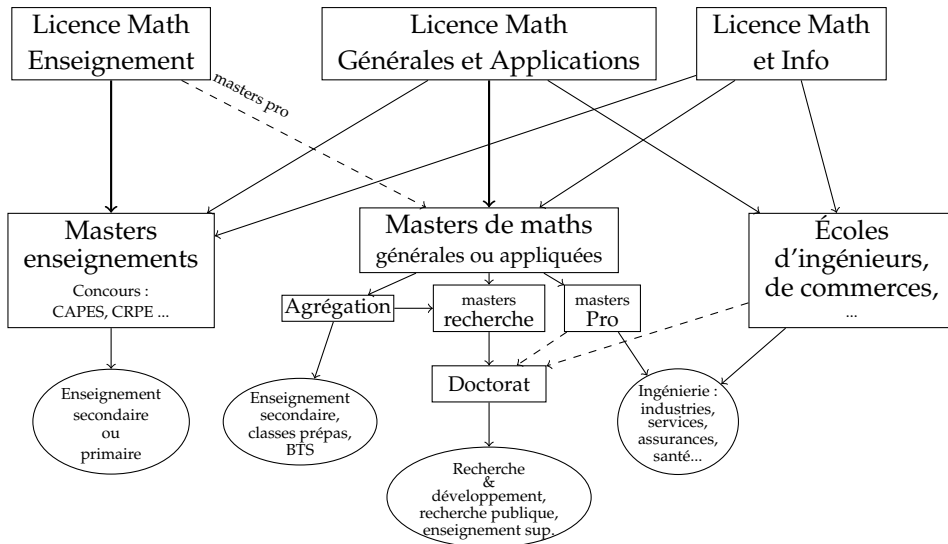 Licence Math
Enseignement
Licence Math
Générales et Applications
Licence Math
et Info
masters pro
Masters
enseignements
Concours :
CAPES, CRPE ...
Masters de maths
générales ou appliquées
Écoles
d'ingénieurs,
de commerces,
...
Agrégation
masters
recherche
masters
Pro
Doctorat
Enseignement
secondaire
ou
primaire
Enseignement
secondaire,
classes prépas,
BTS
Ingénierie :
industries,
services,
assurances,
santé...
Recherche
&
développement,
recherche publique,
enseignement sup.